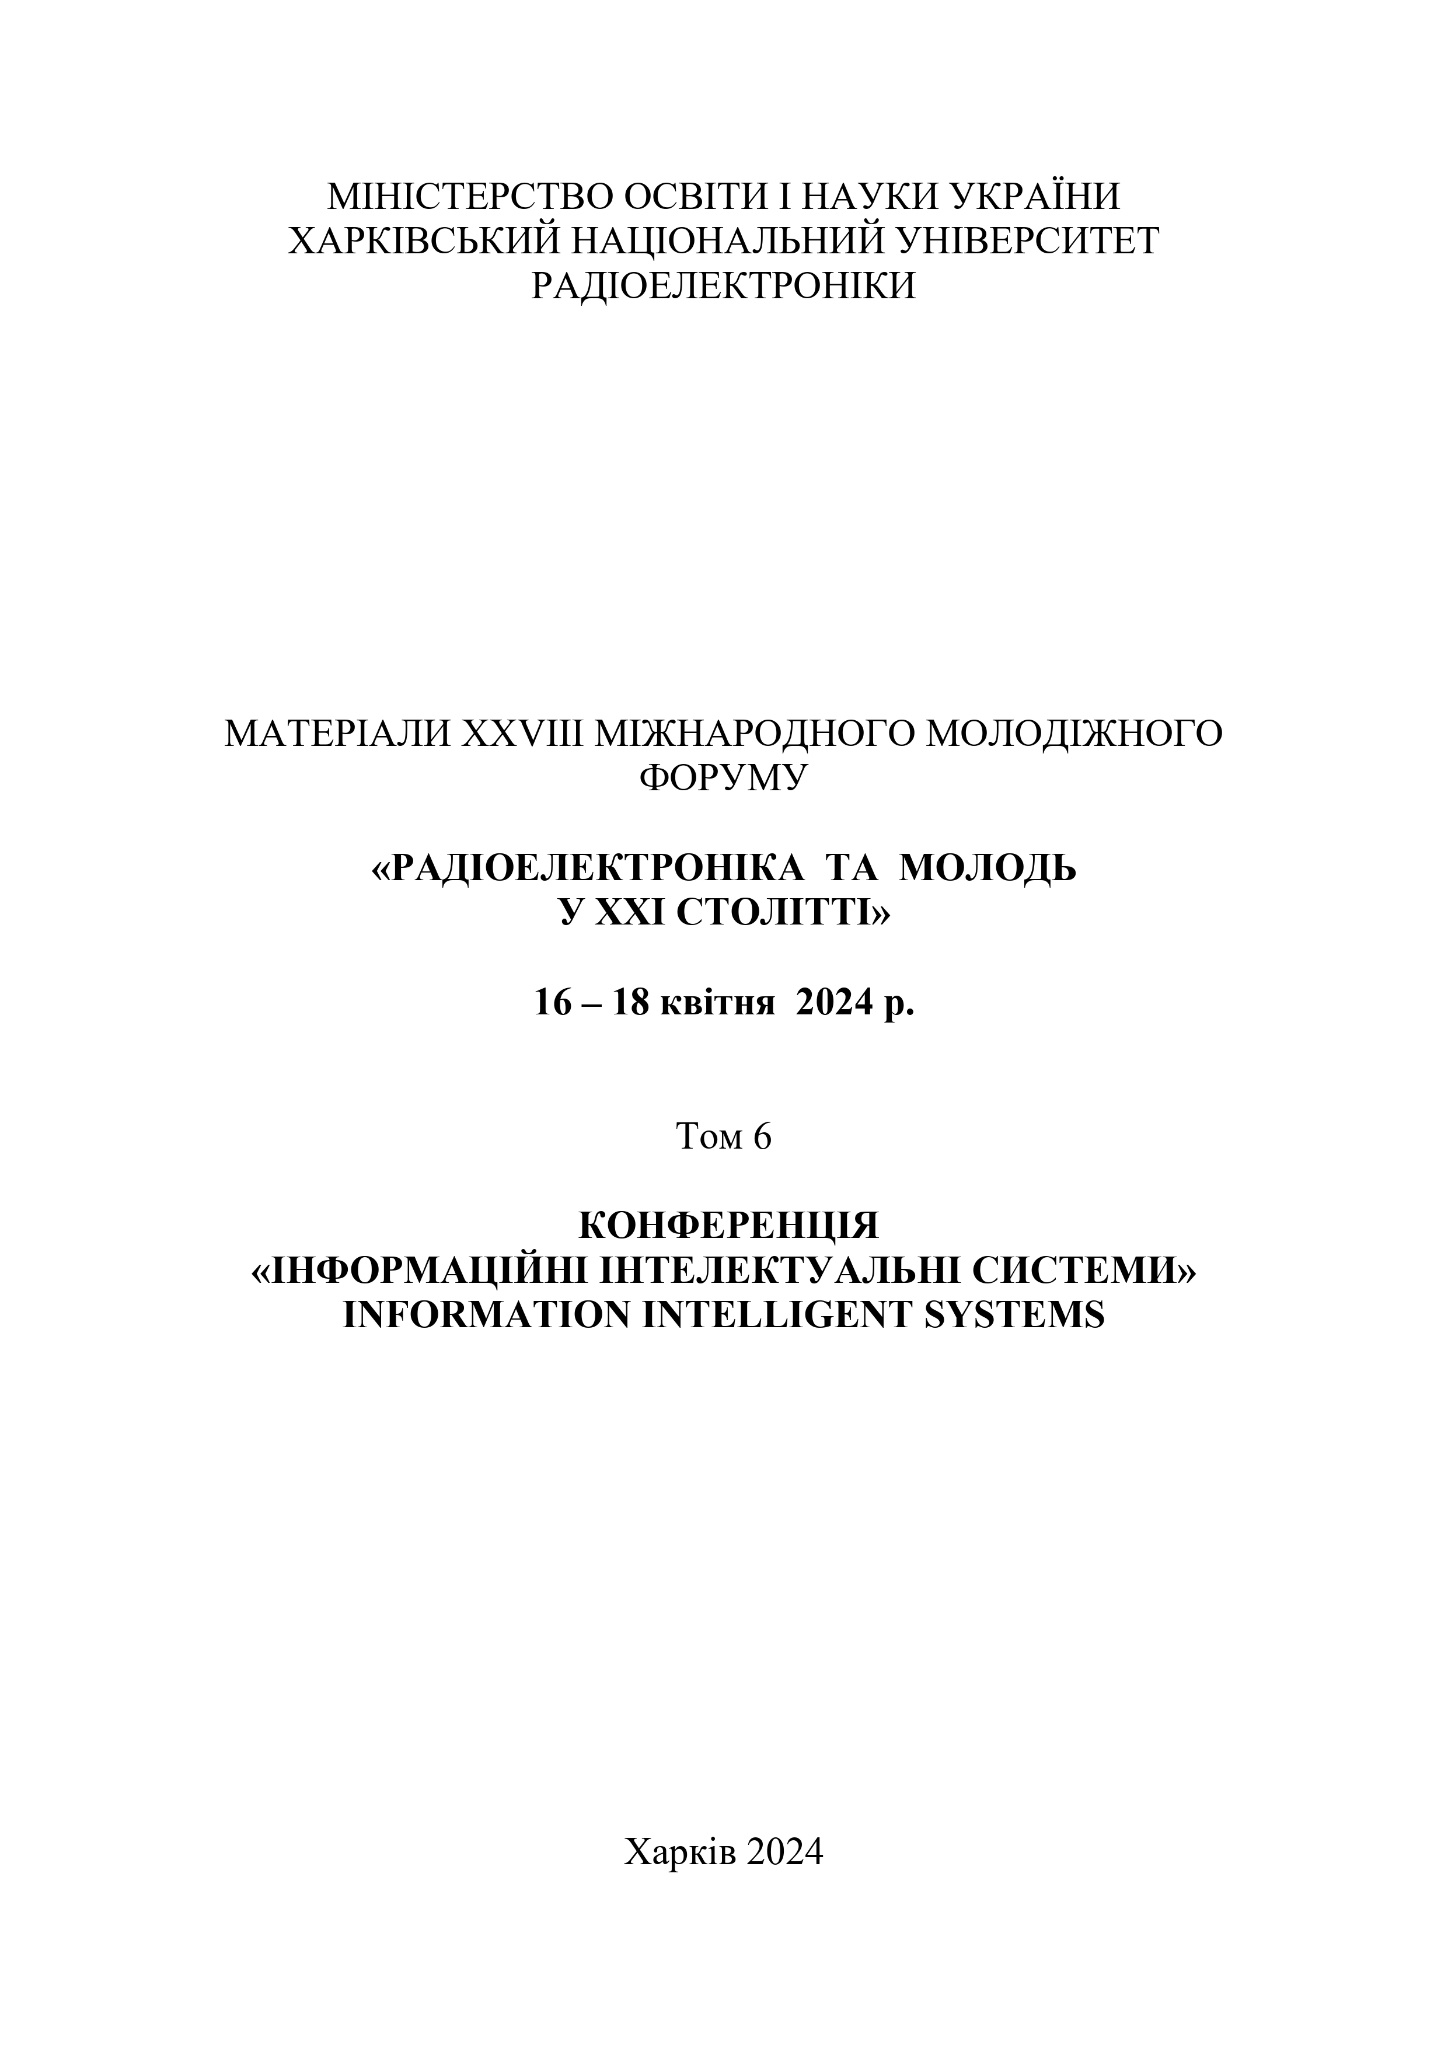 МІНІСТЕРСТВО ОСВІТИ І НАУКИ УКРАЇНИ
ХАРКІВСЬКИЙ НАЦІОНАЛЬНИЙ УНІВЕРСИТЕТ
РАДІОЕЛЕКТРОНІКИ
МАТЕРІАЛИ XXVIII МІЖНАРОДНОГО МОЛОДІЖНОГО
ФОРУМУ
«РАДІОЕЛЕКТРОНІКА ТА МОЛОДЬ
У XXI СТОЛІТТІ»
16 – 18 квітня 2024 р.
Том 6
КОНФЕРЕНЦІЯ
«ІНФОРМАЦІЙНІ ІНТЕЛЕКТУАЛЬНІ СИСТЕМИ»
INFORMATION INTELLIGENT SYSTEMS
Харків 2024